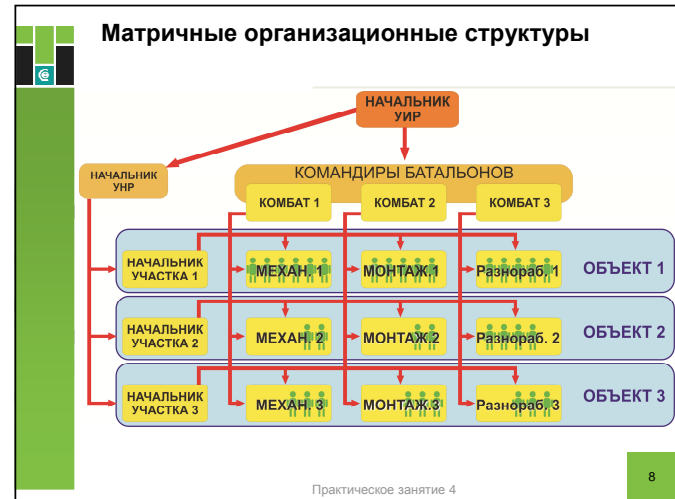 Матричные организационные структуры
НАЧАЛЬНИК
УИР
НАЧАЛЬНИК
УНР
КОМАНДИРЫ БАТАЛЬОНОВ
КОМБАТ 1
КОМБАТ 2
КОМБАТ 3
НАЧАЛЬНИК
УЧАСТКА 1
МЕХАН. 1
МОНТАЖ.1
Разнораб. 1
ОБЪЕКТ 1
НАЧАЛЬНИК
УЧАСТКА 2
МЕХАН. 2
МОНТАЖ.2
Разнораб. 2
ОБЪЕКТ 2
НАЧАЛЬНИК
УЧАСТКА 3
МЕХАН. 3
МОНТАЖ.3
Разнораб. 3
ОБЪЕКТ 3
Практическое занятие 4
8